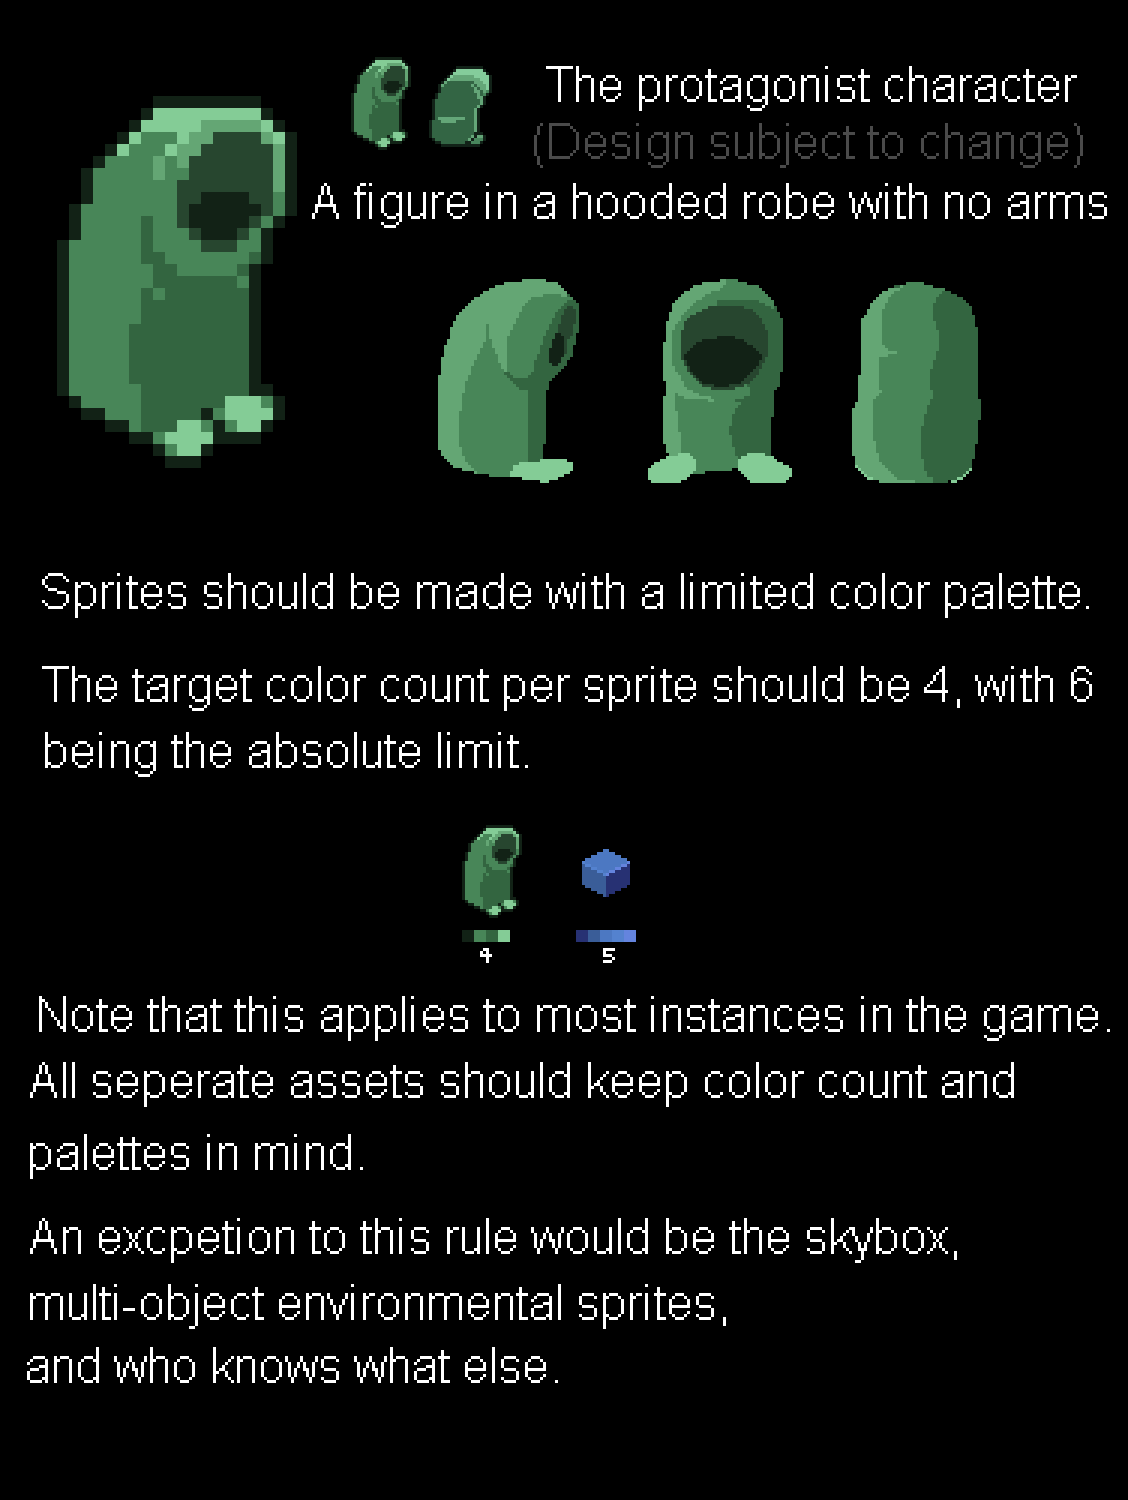 The protagonist character
(Design subject to change)
A figure in a hooded robe with no arms
Sprites should be made with a limited color palette.
The target color count per sprite should be 4, with 6
being the absolute limit.
4 5
Note that this applies to most instances in the game.
All seperate assets should keep color count and
palettes in mind.
An excpetion to this rule would be the skybox,
multi-object environmental sprites,
and who knows what else.